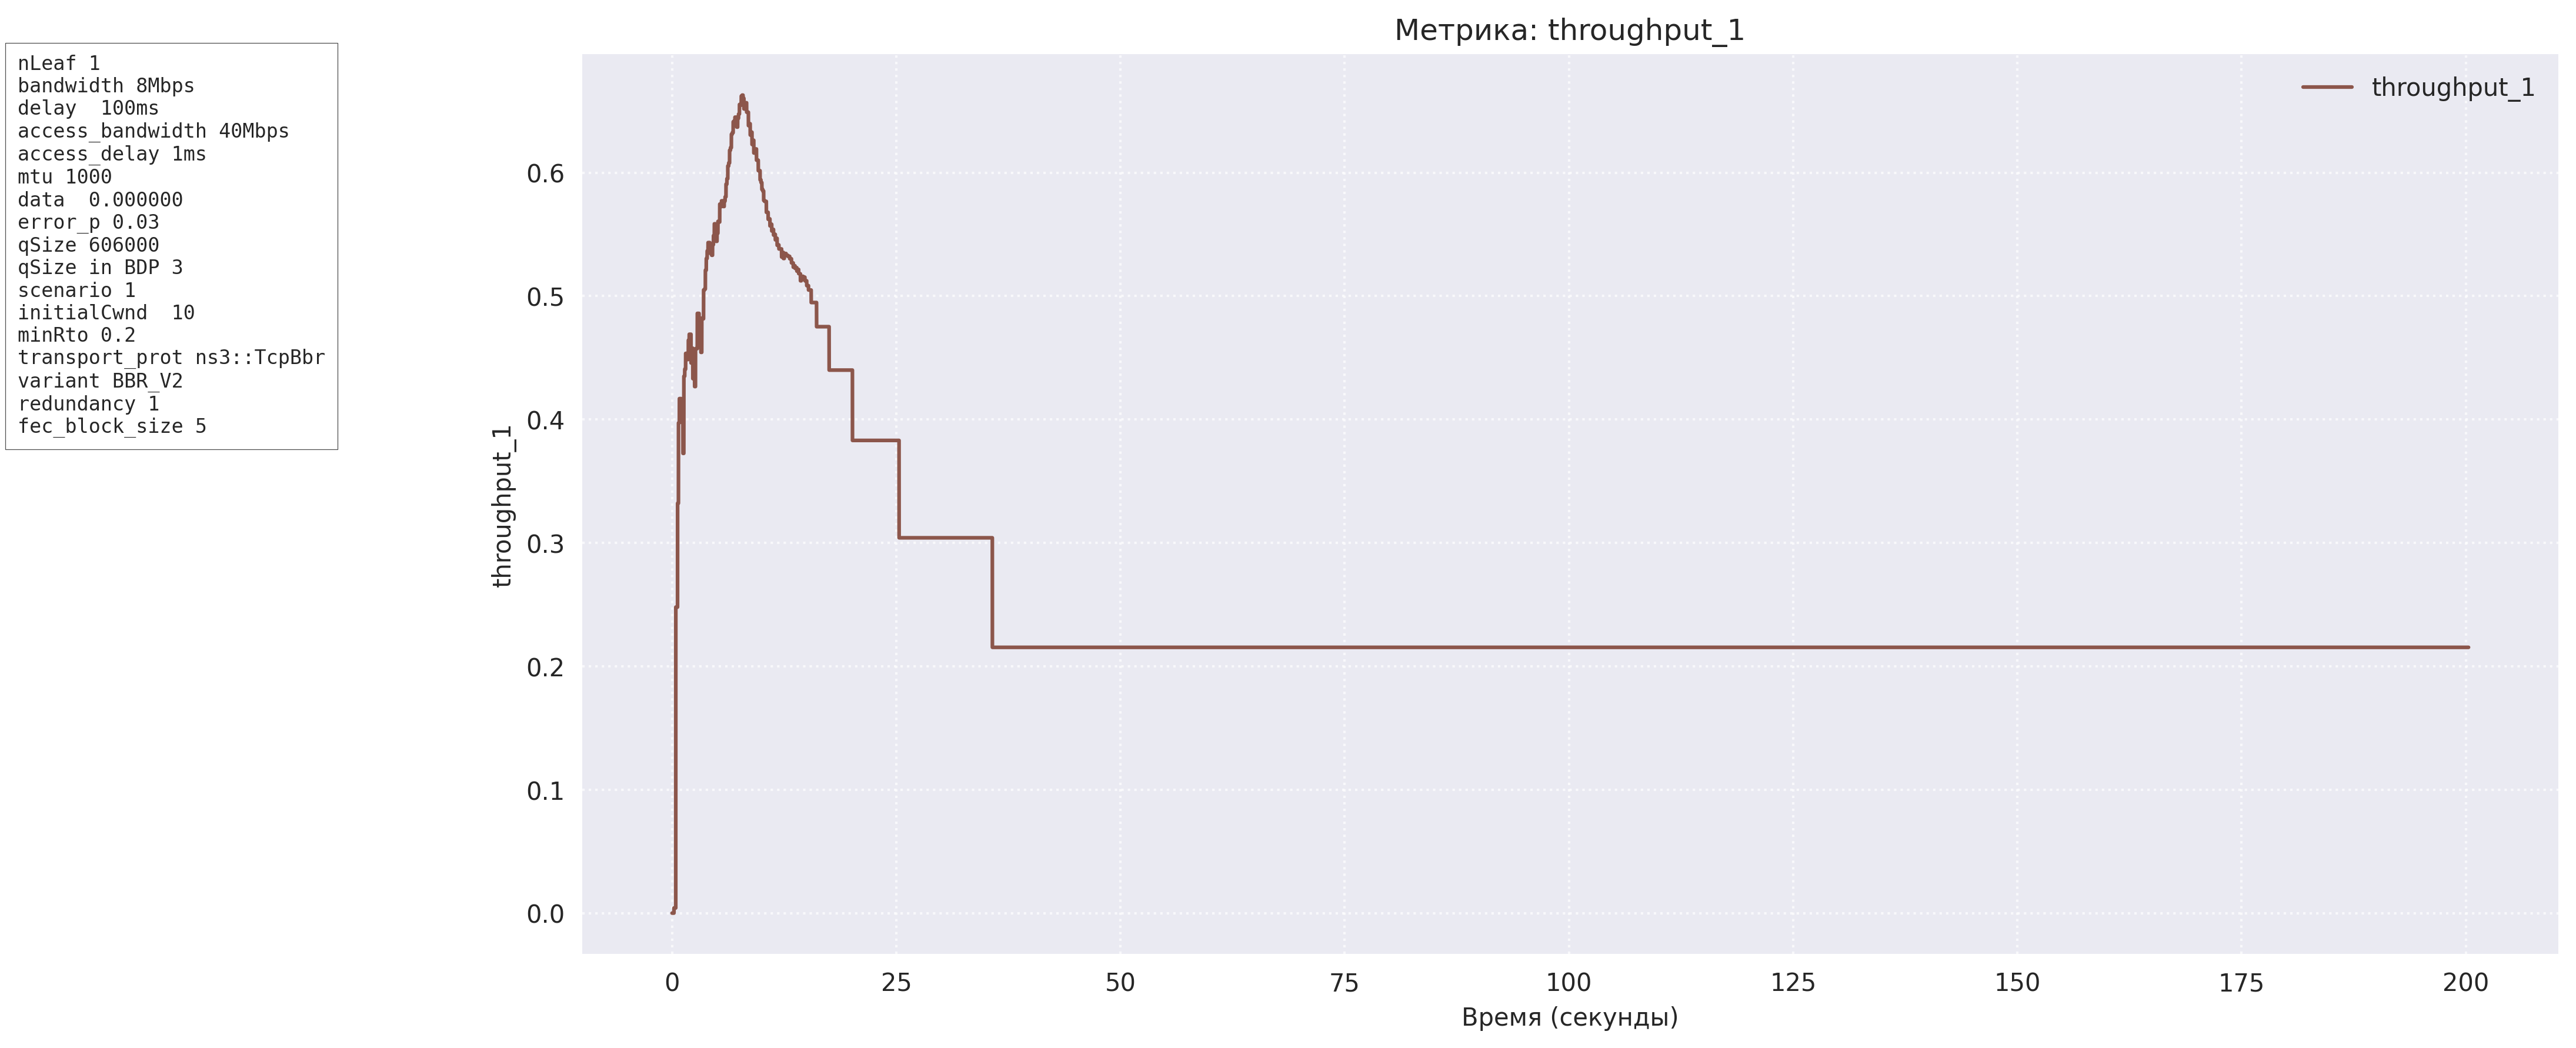 Метрика: throughput_1
nLeaf 1
bandwidth 8Mbps
delay  100ms
access_bandwidth 40Mbps
access_delay 1ms
mtu 1000
data  0.000000
error_p 0.03
qSize 606000
qSize in BDP 3
scenario 1
initialCwnd  10
minRto 0.2
transport_prot ns3::TcpBbr
variant BBR_V2
redundancy 1
fec_block_size 5
throughput_1
throughput_1
0.6
0.5
0.4
0.3
0.2
0.1
0.0
0 25 50 75 100 125 150 175 200
Время (секунды)